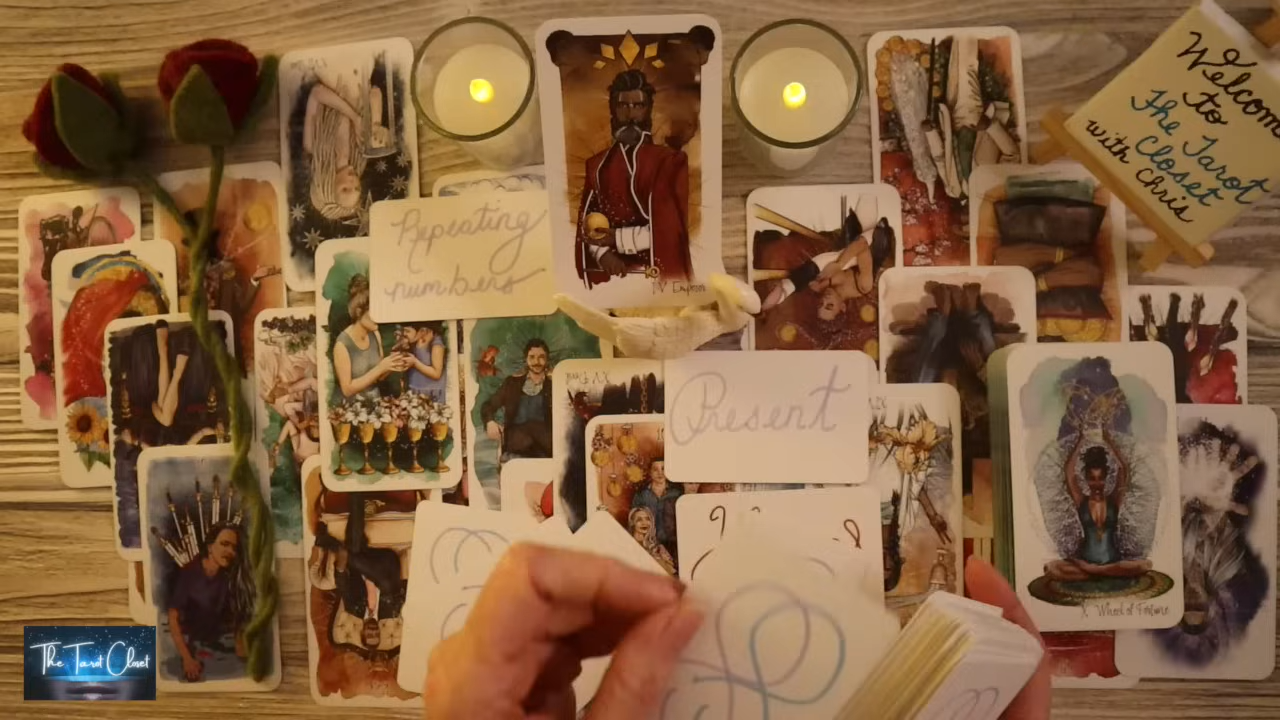 Welcome
to
The Tarot
Closet
with Chris
Repeating
numbers
IV Emperor
Present
X Wheel of Fortune
The Tarot Closet